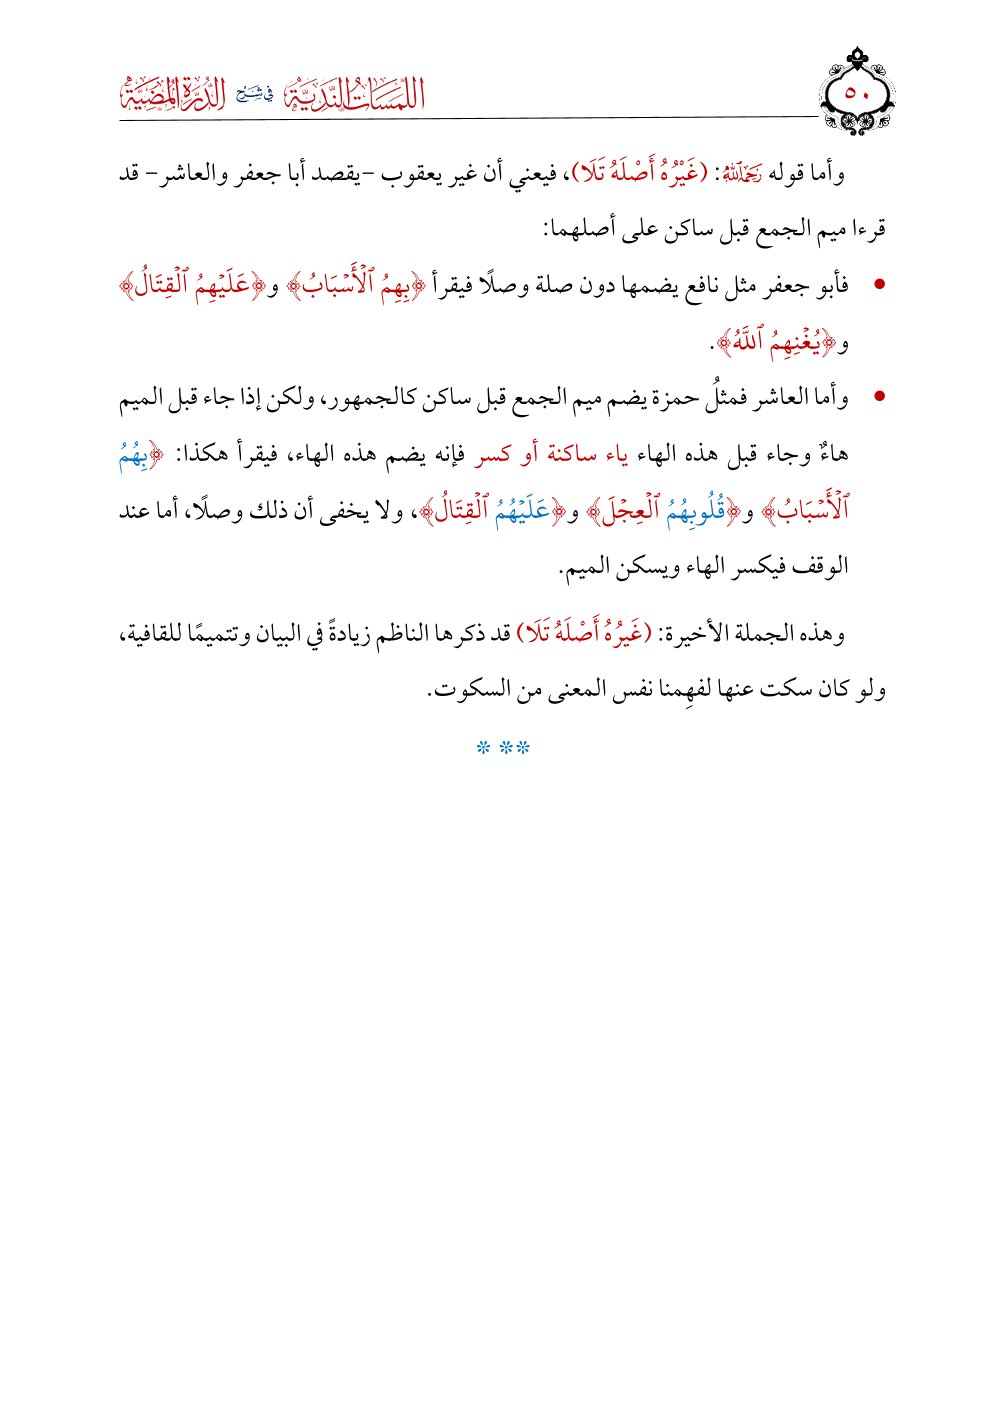 ٥٠
اللمسات الندية في شرح الدرة المضية
وأما قوله رحمه الله: (غَيْرُهُ أَصْلَهُ تَلَا)، فيعني أن غير يعقوب –يقصد أبا جعفر والعاشر– قد
قرءا ميم الجمع قبل ساكن على أصلهما:
• فأبو جعفر مثل نافع يضمها دون صلة وصلًا فيقرأ ﴿بِهِمُ ٱلْأَسْبَابُ﴾ و﴿عَلَيْهِمُ ٱلْقِتَالُ﴾
و﴿يُغْنِهِمُ ٱللَّهُ﴾.
• وأما العاشر فمثلُ حمزة يضم ميم الجمع قبل ساكن كالجمهور، ولكن إذا جاء قبل الميم
هاءٌ وجاء قبل هذه الهاء ياء ساكنة أو كسر فإنه يضم هذه الهاء، فيقرأ هكذا: ﴿بِهُمُ
ٱلْأَسْبَابُ﴾ و﴿قُلُوبِهُمُ ٱلْعِجْلَ﴾ و﴿عَلَيْهُمُ ٱلْقِتَالُ﴾، ولا يخفى أن ذلك وصلًا، أما عند
الوقف فيكسر الهاء ويسكن الميم.
وهذه الجملة الأخيرة: (غَيرُهُ أَصْلَهُ تَلَا) قد ذكرها الناظم زيادةً في البيان وتتميمًا للقافية،
ولو كان سكت عنها لفهِمنا نفس المعنى من السكوت.
***